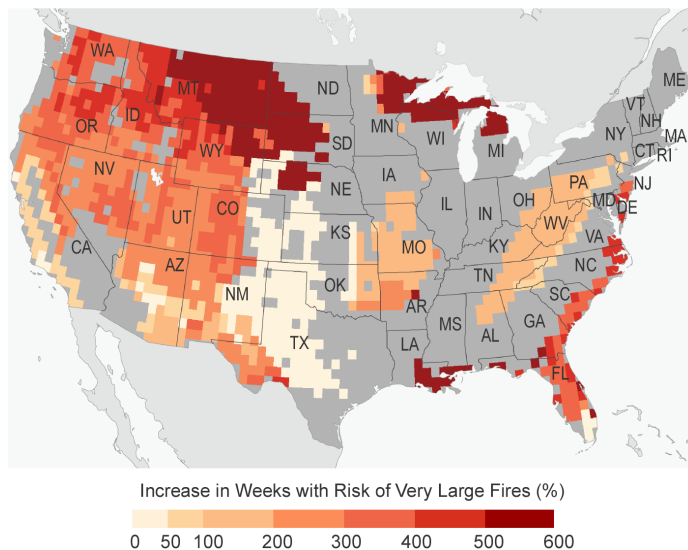 WA
MT
ND
ME
VT
NH
MN
OR
ID
SD
WI
MI
NY
MA
WY
CT
RI
NV
NE
IA
PA
NJ
UT
CO
IL
IN
OH
MD
DE
CA
KS
MO
KY
WV
VA
AZ
NM
OK
AR
TN
NC
SC
TX
LA
MS
AL
GA
FL
Increase in Weeks with Risk of Very Large Fires (%)
0 50 100 200 300 400 500 600